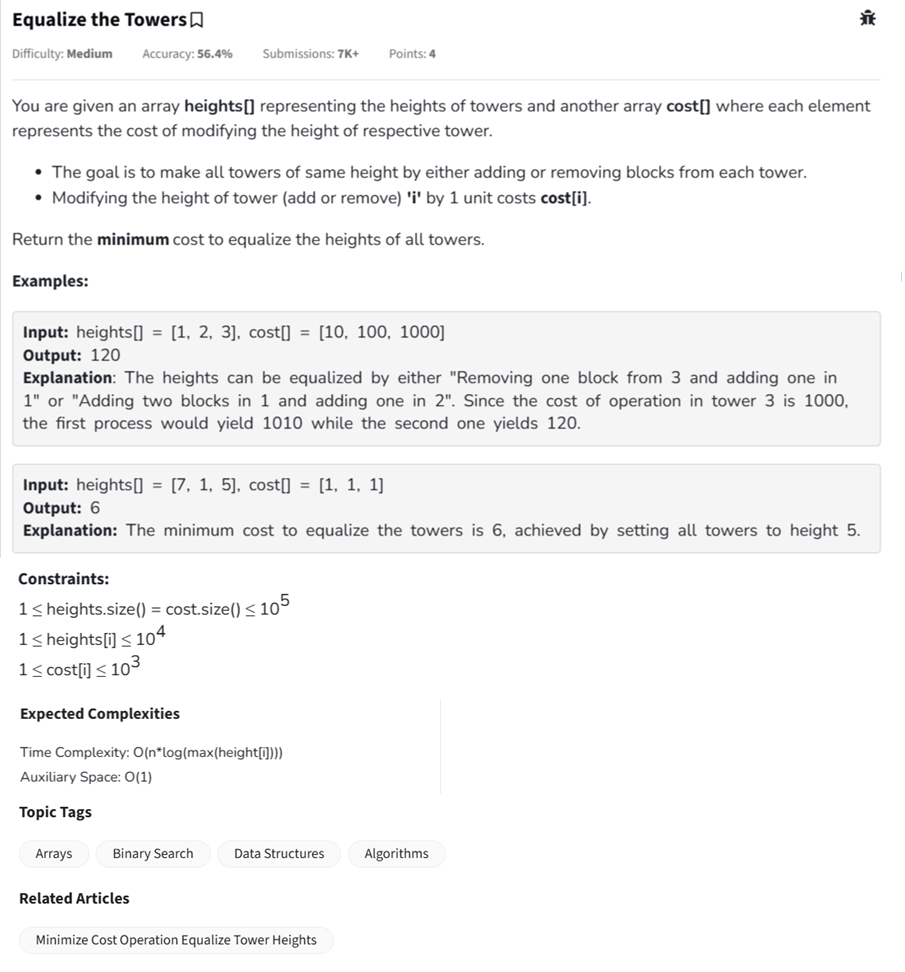 Equalize the Towers
Difficulty: Medium Accuracy: 56.4% Submissions: 7K+ Points: 4
You are given an array heights[] representing the heights of towers and another array cost[] where each element
represents the cost of modifying the height of respective tower.
• The goal is to make all towers of same height by either adding or removing blocks from each tower.
• Modifying the height of tower (add or remove) 'i' by 1 unit costs cost[i].
Return the minimum cost to equalize the heights of all towers.
Examples:
Input: heights[] = [1, 2, 3], cost[] = [10, 100, 1000]
Output: 120
Explanation: The heights can be equalized by either "Removing one block from 3 and adding one in
1" or "Adding two blocks in 1 and adding one in 2". Since the cost of operation in tower 3 is 1000,
the first process would yield 1010 while the second one yields 120.
Input: heights[] = [7, 1, 5], cost[] = [1, 1, 1]
Output: 6
Explanation: The minimum cost to equalize the towers is 6, achieved by setting all towers to height 5.
Constraints:
1 ≤ heights.size() = cost.size() ≤ 10^5
1 ≤ heights[i] ≤ 10^4
1 ≤ cost[i] ≤ 10^3
Expected Complexities
Time Complexity: O(n*log(max(height[i])))
Auxiliary Space: O(1)
Topic Tags
Arrays Binary Search Data Structures Algorithms
Related Articles
Minimize Cost Operation Equalize Tower Heights